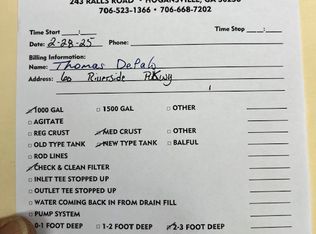 243 RALLS ROAD • HOGANSVILLE, GA 30230
706-523-1366 • 706-668-7202
Time Start Time Stop
Date: 2-28-25 Phone:
Billing Information:
Name: Thomas DePalo
Address: 60 Riverside PKwy
1000 GAL 1500 GAL OTHER
AGITATE
REG CRUST MED CRUST OTHER
OLD TYPE TANK NEW TYPE TANK BALFUL
ROD LINES
CHECK & CLEAN FILTER
INLET TEE STOPPED UP
OUTLET TEE STOPPED UP
WATER COMING BACK IN FROM DRAIN FILL
PUMP SYSTEM
0-1 FOOT DEEP 1-2 FOOT DEEP 2-3 FOOT DEEP